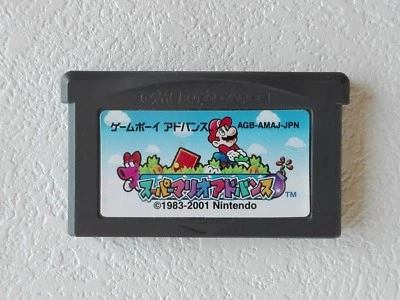 GAME BOY ADVANCE
ゲームボーイ アドバンス AGB-AMAJ-JPN
スーパーマリオアドバンス TM
©1983-2001 Nintendo